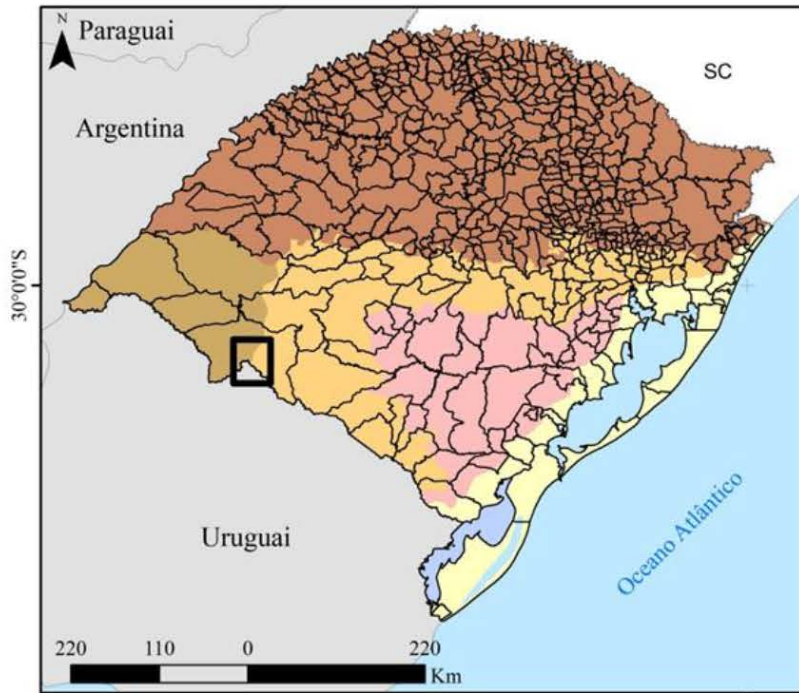 N
Paraguai
SC
Argentina
30°0'0"S
Uruguai
Oceano Atlântico
220 110 0 220
Km